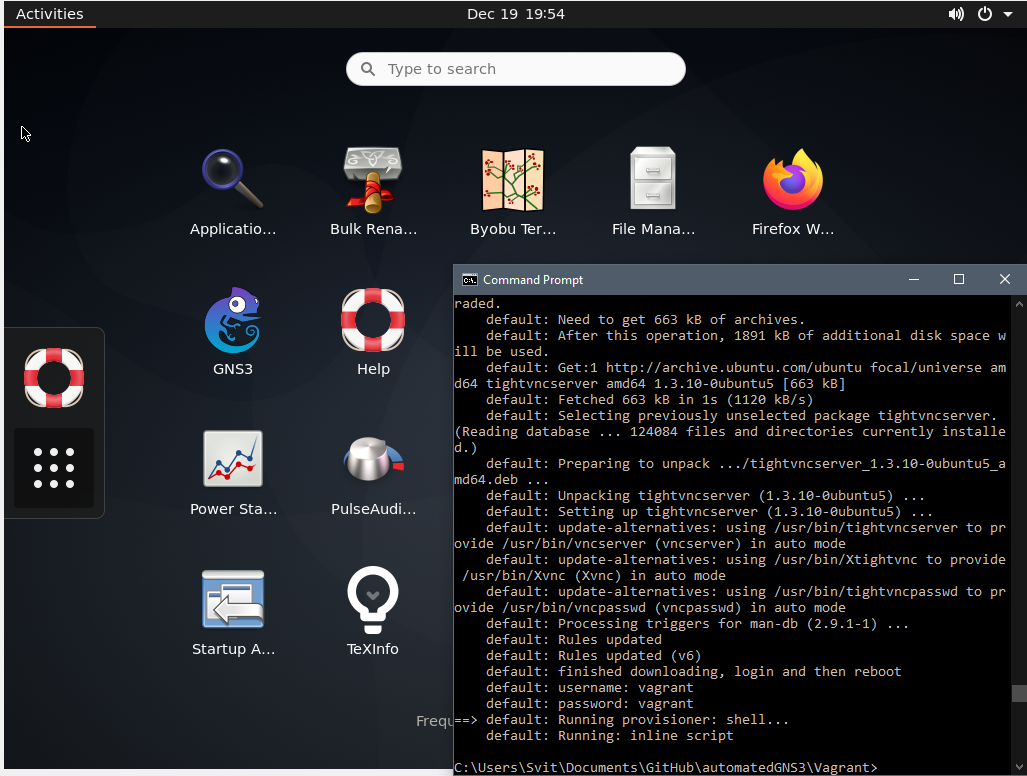 Activities
Dec 19 19:54
Type to search
Applicatio...
Bulk Rena...
Byobu Ter...
File Mana...
Firefox W...
GNS3
Help
Power Sta...
PulseAudi...
Startup A...
TeXInfo
Frequ
Command Prompt
raded.
default: Need to get 663 kB of archives.
default: After this operation, 1891 kB of additional disk space w
ill be used.
default: Get:1 http://archive.ubuntu.com/ubuntu focal/universe am
d64 tightvncserver amd64 1.3.10-0ubuntu5 [663 kB]
default: Fetched 663 kB in 1s (1120 kB/s)
default: Selecting previously unselected package tightvncserver.
(Reading database ... 124084 files and directories currently installe
d.)
default: Preparing to unpack .../tightvncserver_1.3.10-0ubuntu5_a
md64.deb ...
default: Unpacking tightvncserver (1.3.10-0ubuntu5) ...
default: Setting up tightvncserver (1.3.10-0ubuntu5) ...
default: update-alternatives: using /usr/bin/tightvncserver to pr
ovide /usr/bin/vncserver (vncserver) in auto mode
default: update-alternatives: using /usr/bin/Xtightvnc to provide
/usr/bin/Xvnc (Xvnc) in auto mode
default: update-alternatives: using /usr/bin/tightvncpasswd to pr
ovide /usr/bin/vncpasswd (vncpasswd) in auto mode
default: Processing triggers for man-db (2.9.1-1) ...
default: Rules updated
default: Rules updated (v6)
default: finished downloading, login and then reboot
default: username: vagrant
default: password: vagrant
==> default: Running provisioner: shell...
default: Running: inline script
C:\Users\Svit\Documents\GitHub\automatedGNS3\Vagrant>